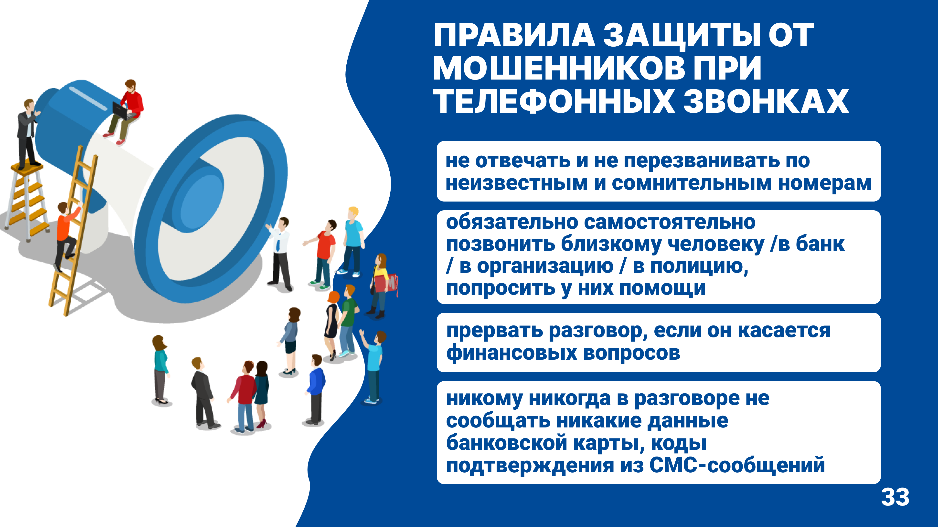 ПРАВИЛА ЗАЩИТЫ ОТ
МОШЕННИКОВ ПРИ
ТЕЛЕФОННЫХ ЗВОНКАХ
не отвечать и не перезванивать по
неизвестным и сомнительным номерам
обязательно самостоятельно
позвонить близкому человеку /в банк
/ в организацию / в полицию,
попросить у них помощи
прервать разговор, если он касается
финансовых вопросов
никому никогда в разговоре не
сообщать никакие данные
банковской карты, коды
подтверждения из СМС-сообщений
33